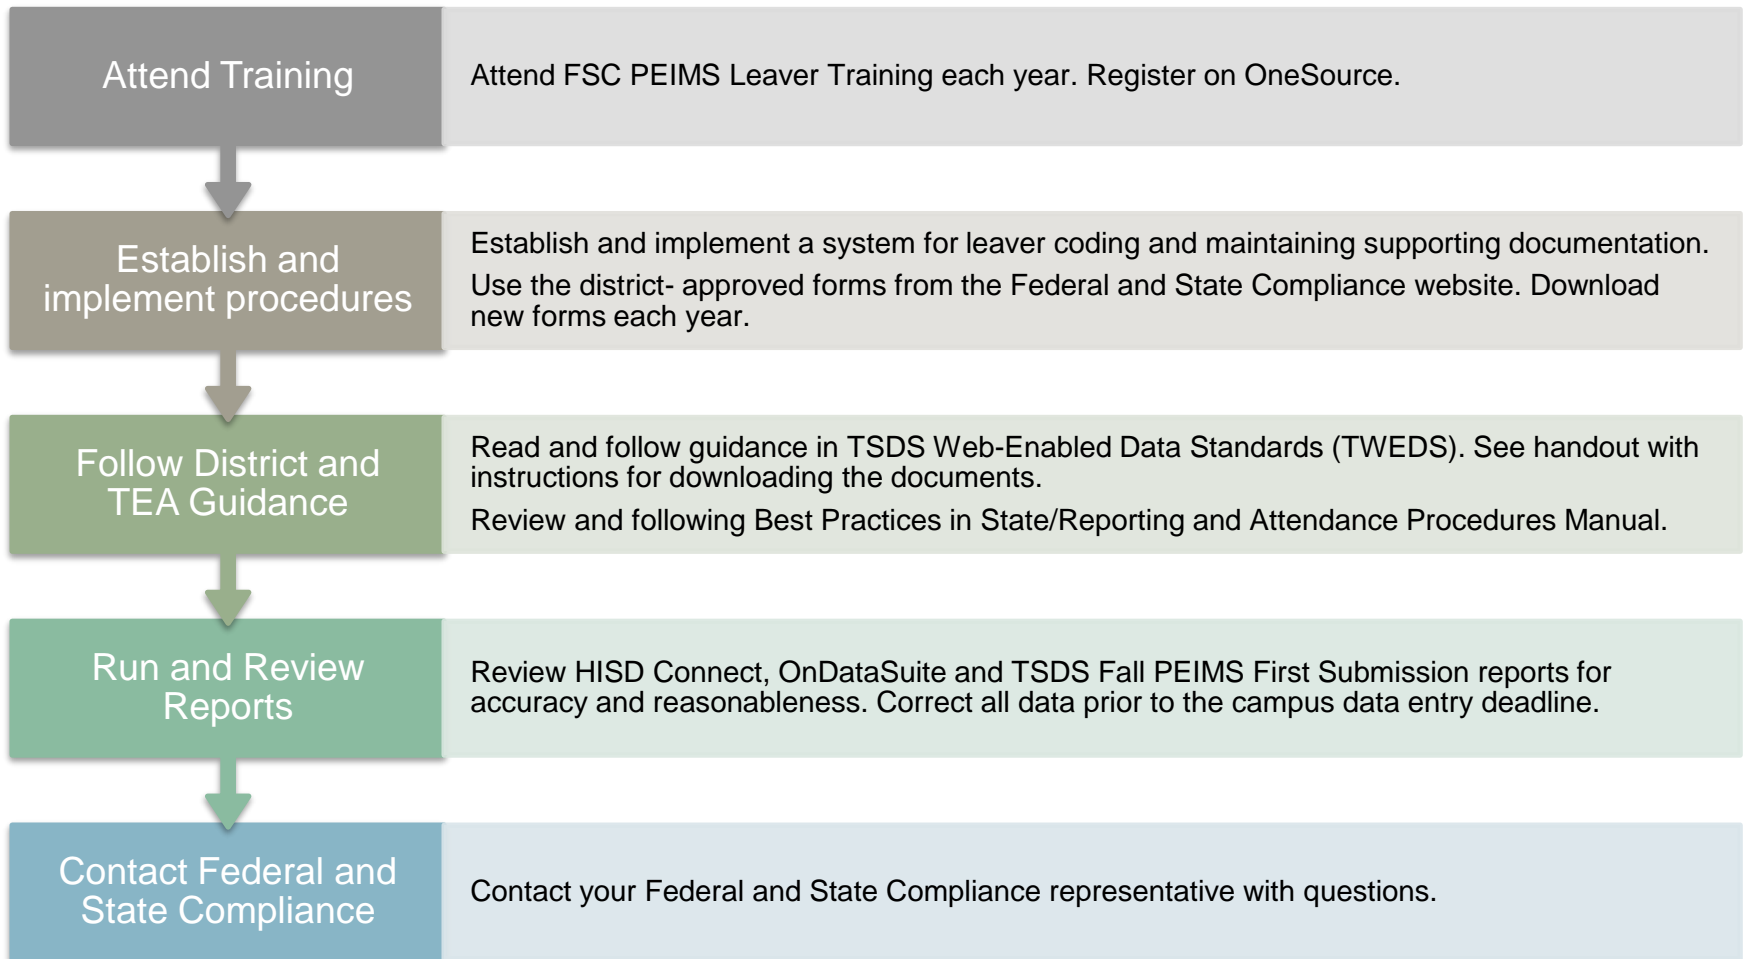 Attend Training
Attend FSC PEIMS Leaver Training each year. Register on OneSource.
Establish and
implement procedures
Establish and implement a system for leaver coding and maintaining supporting documentation.
Use the district- approved forms from the Federal and State Compliance website. Download
new forms each year.
Follow District and
TEA Guidance
Read and follow guidance in TSDS Web-Enabled Data Standards (TWEDS). See handout with
instructions for downloading the documents.
Review and following Best Practices in State/Reporting and Attendance Procedures Manual.
Run and Review
Reports
Review HISD Connect, OnDataSuite and TSDS Fall PEIMS First Submission reports for
accuracy and reasonableness. Correct all data prior to the campus data entry deadline.
Contact Federal and
State Compliance
Contact your Federal and State Compliance representative with questions.